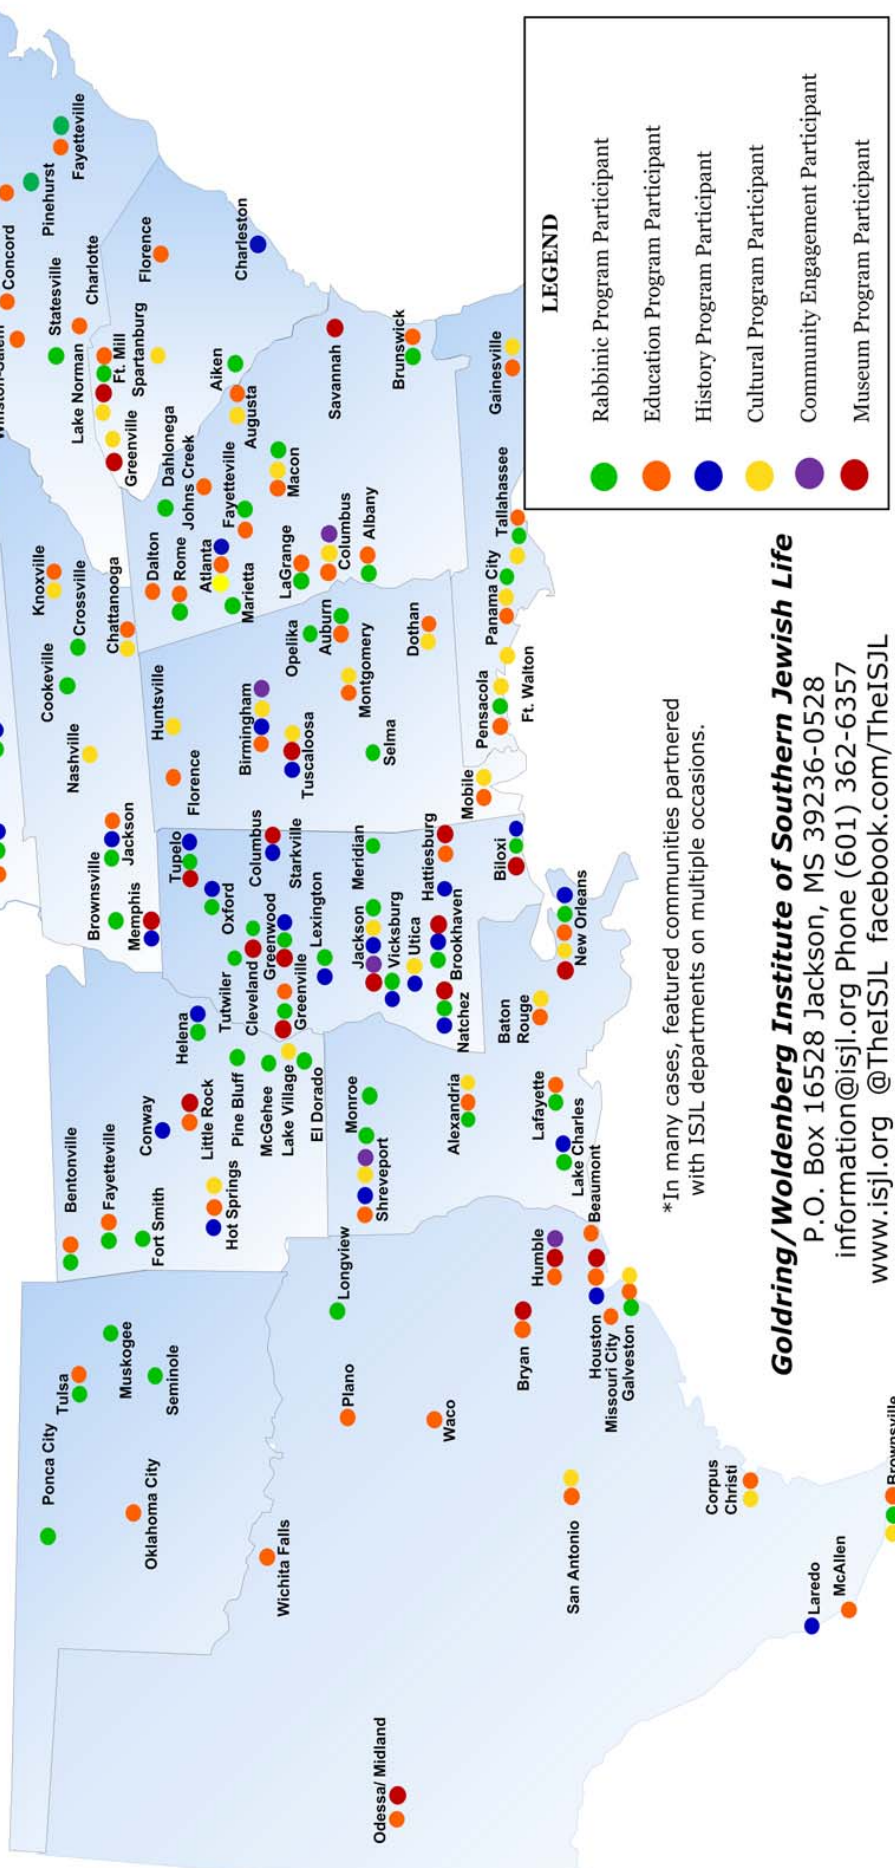 Concord
Pinehurst
Fayetteville
Statesville
Charlotte
Lake Norman
Ft. Mill
Spartanburg
Greenville
Florence
Charleston
Aiken
Augusta
Savannah
Brunswick
Gainesville
Dahlonega
Johns Creek
Fayetteville
Macon
Dalton
Rome
Atlanta
Marietta
LaGrange
Columbus
Albany
Tallahassee
Panama City
Ft. Walton
Pensacola
Knoxville
Crossville
Chattanooga
Cookeville
Nashville
Brownsville
Jackson
Memphis
Huntsville
Florence
Birmingham
Tuscaloosa
Opelika
Auburn
Montgomery
Selma
Dothan
Mobile
Tupelo
Oxford
Columbus
Starkville
Tutwiler
Cleveland
Greenwood
Greenville
Lexington
Meridian
Jackson
Vicksburg
Utica
Hattiesburg
Brookhaven
Natchez
Biloxi
New Orleans
Baton
Rouge
Alexandria
Lafayette
Lake Charles
Monroe
Shreveport
Helena
Conway
Little Rock
Pine Bluff
McGehee
Lake Village
El Dorado
Hot Springs
Bentonville
Fayetteville
Fort Smith
Ponca City
Tulsa
Muskogee
Seminole
Oklahoma City
Wichita Falls
Longview
Plano
Waco
Bryan
Humble
Beaumont
Houston
Missouri City
Galveston
San Antonio
Corpus
Christi
Laredo
McAllen
Brownsville
Odessa/ Midland
LEGEND
Rabbinic Program Participant
Education Program Participant
History Program Participant
Cultural Program Participant
Community Engagement Participant
Museum Program Participant
*In many cases, featured communities partnered
with ISJL departments on multiple occasions.
Goldring/Woldenberg Institute of Southern Jewish Life
P.O. Box 16528 Jackson, MS 39236-0528
information@isjl.org Phone (601) 362-6357
www.isjl.org @TheISJL facebook.com/TheISJL